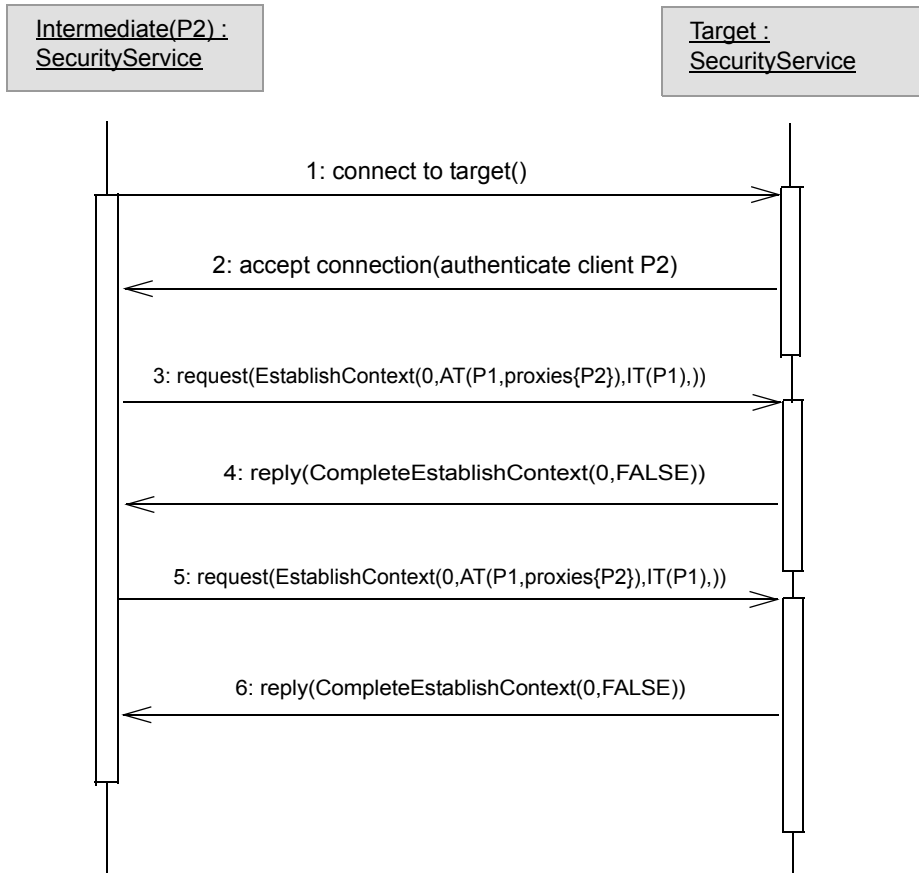 Intermediate(P2) :
SecurityService
Target :
SecurityService
1: connect to target()
2: accept connection(authenticate client P2)
3: request(EstablishContext(0,AT(P1,proxies{P2}),IT(P1),))
4: reply(CompleteEstablishContext(0,FALSE))
5: request(EstablishContext(0,AT(P1,proxies{P2}),IT(P1),))
6: reply(CompleteEstablishContext(0,FALSE))